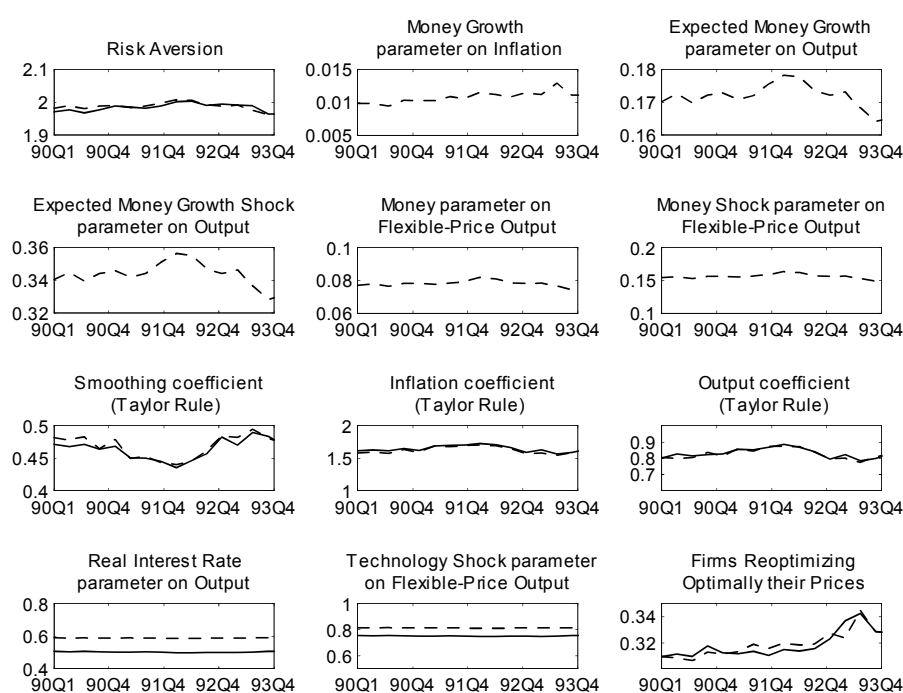 Risk Aversion
2.1
2
1.9
90Q1 90Q4 91Q4 92Q4 93Q4
Money Growth
parameter on Inflation
0.015
0.01
0.005
90Q1 90Q4 91Q4 92Q4 93Q4
Expected Money Growth
parameter on Output
0.18
0.17
0.16
90Q1 90Q4 91Q4 92Q4 93Q4
Expected Money Growth Shock
parameter on Output
0.36
0.34
0.32
90Q1 90Q4 91Q4 92Q4 93Q4
Money parameter on
Flexible-Price Output
0.1
0.08
0.06
90Q1 90Q4 91Q4 92Q4 93Q4
Money Shock parameter on
Flexible-Price Output
0.2
0.15
0.1
90Q1 90Q4 91Q4 92Q4 93Q4
Smoothing coefficient
(Taylor Rule)
0.5
0.45
0.4
90Q1 90Q4 91Q4 92Q4 93Q4
Inflation coefficient
(Taylor Rule)
2
1.5
1
90Q1 90Q4 91Q4 92Q4 93Q4
Output coefficient
(Taylor Rule)
0.9
0.8
0.7
90Q1 90Q4 91Q4 92Q4 93Q4
Real Interest Rate
parameter on Output
0.8
0.6
0.4
90Q1 90Q4 91Q4 92Q4 93Q4
Technology Shock parameter
on Flexible-Price Output
1
0.8
0.6
90Q1 90Q4 91Q4 92Q4 93Q4
Firms Reoptimizing
Optimally their Prices
0.34
0.32
90Q1 90Q4 91Q4 92Q4 93Q4